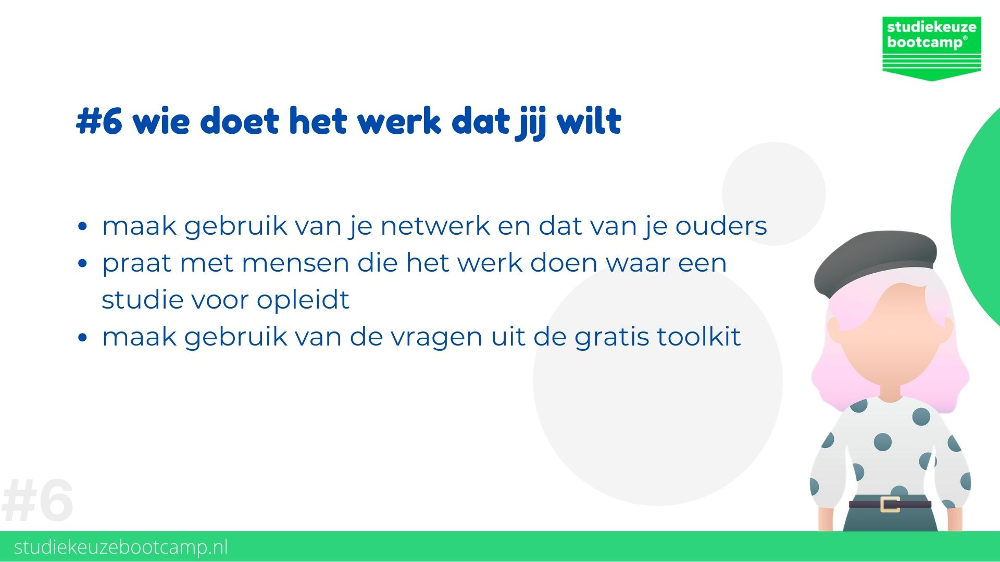 studiekeuze
bootcamp®
#6 wie doet het werk dat jij wilt
• maak gebruik van je netwerk en dat van je ouders
• praat met mensen die het werk doen waar een
studie voor opleidt
• maak gebruik van de vragen uit de gratis toolkit
#6
studiekeuzebootcamp.nl